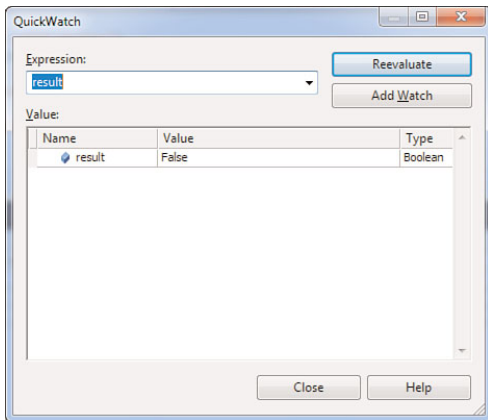 QuickWatch
Expression:
Reevaluate
result
Add Watch
Value:
Name Value Type
result False Boolean
Close Help